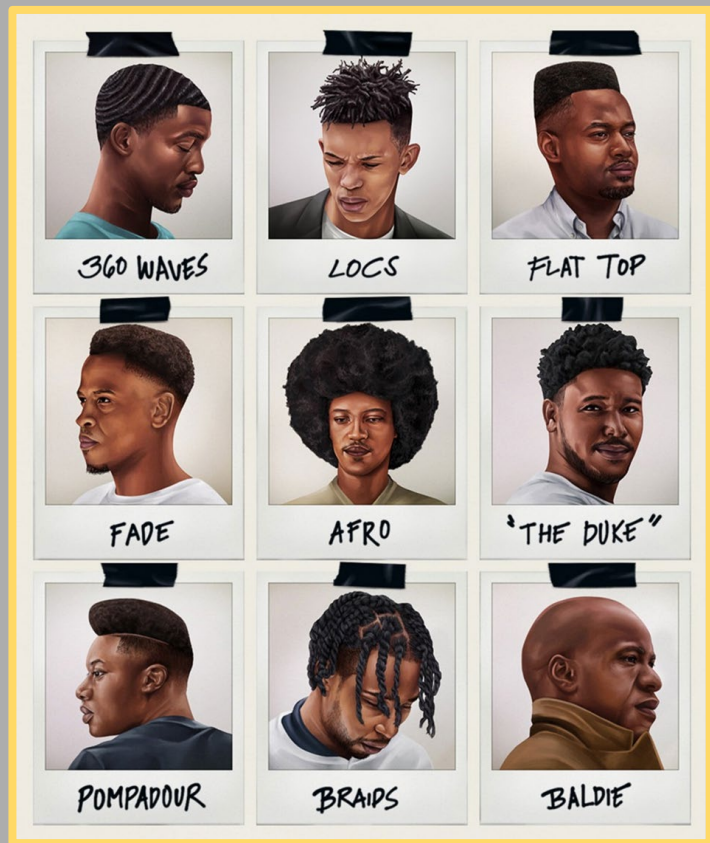 360 WAVES
LOCS
FLAT TOP
FADE
AFRO
"THE DUKE"
POMPADOUR
BRAIDS
BALDIE